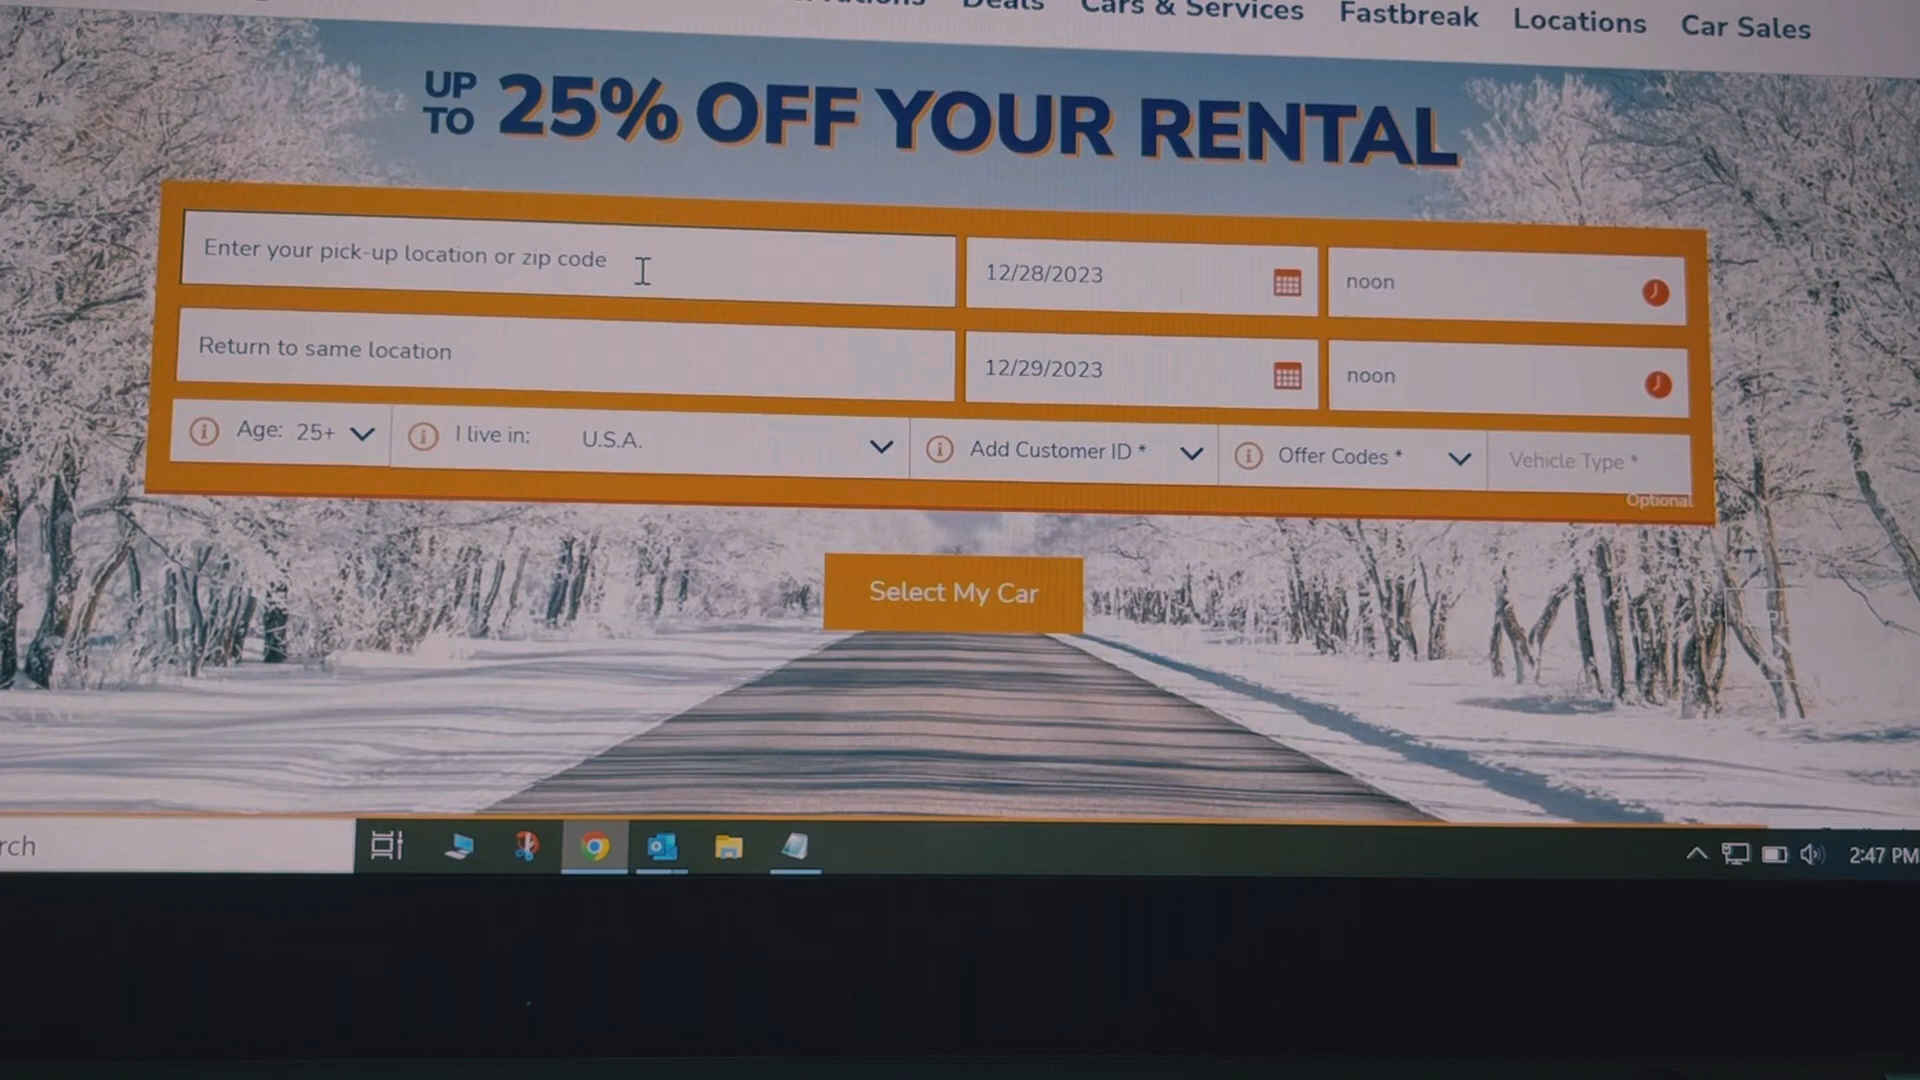 Deals Cars & Services Fastbreak Locations Car Sales
UP TO 25% OFF YOUR RENTAL
Enter your pick-up location or zip code 12/28/2023 noon
Return to same location 12/29/2023 noon
Age: 25+ I live in: U.S.A. Add Customer ID * Offer Codes * Vehicle Type *
Optional
Select My Car
rch 2:47 PM